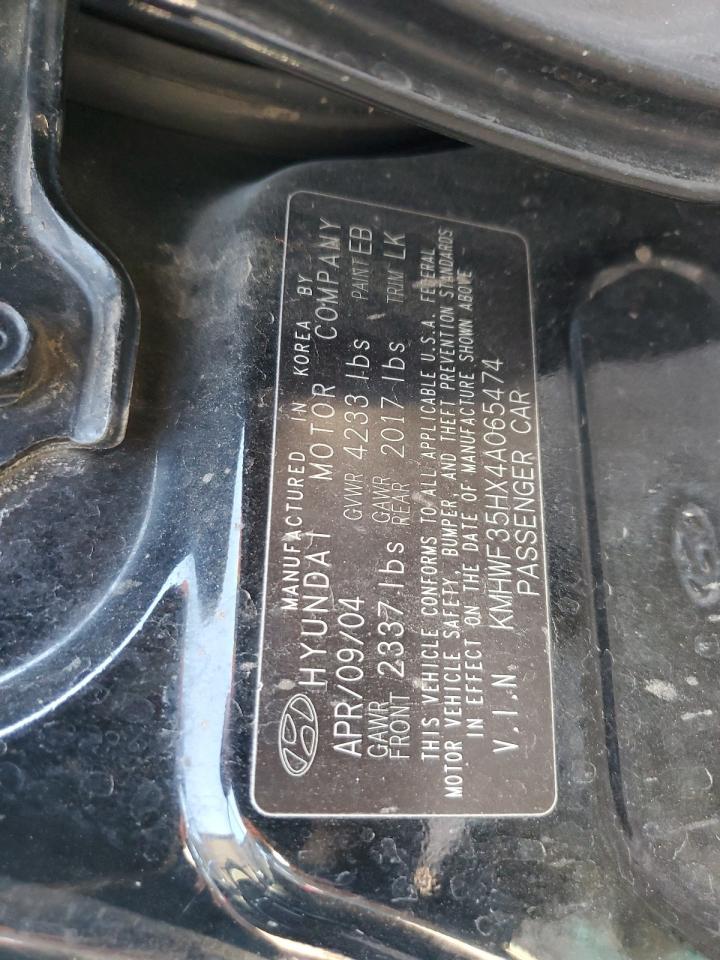 MANUFACTURED IN KOREA BY
HYUNDAI MOTOR COMPANY
APR/09/04 GVWR 4233 lbs PAINT EB
GAWR FRONT 2337 lbs GAWR REAR 2017 lbs TRIM LK
THIS VEHICLE CONFORMS TO ALL APPLICABLE U.S.A. FEDERAL
MOTOR VEHICLE SAFETY, BUMPER, AND THEFT PREVENTION STANDARDS
IN EFFECT ON THE DATE OF MANUFACTURE SHOWN ABOVE
V.I.N. KMHWF35HX4A065474
PASSENGER CAR